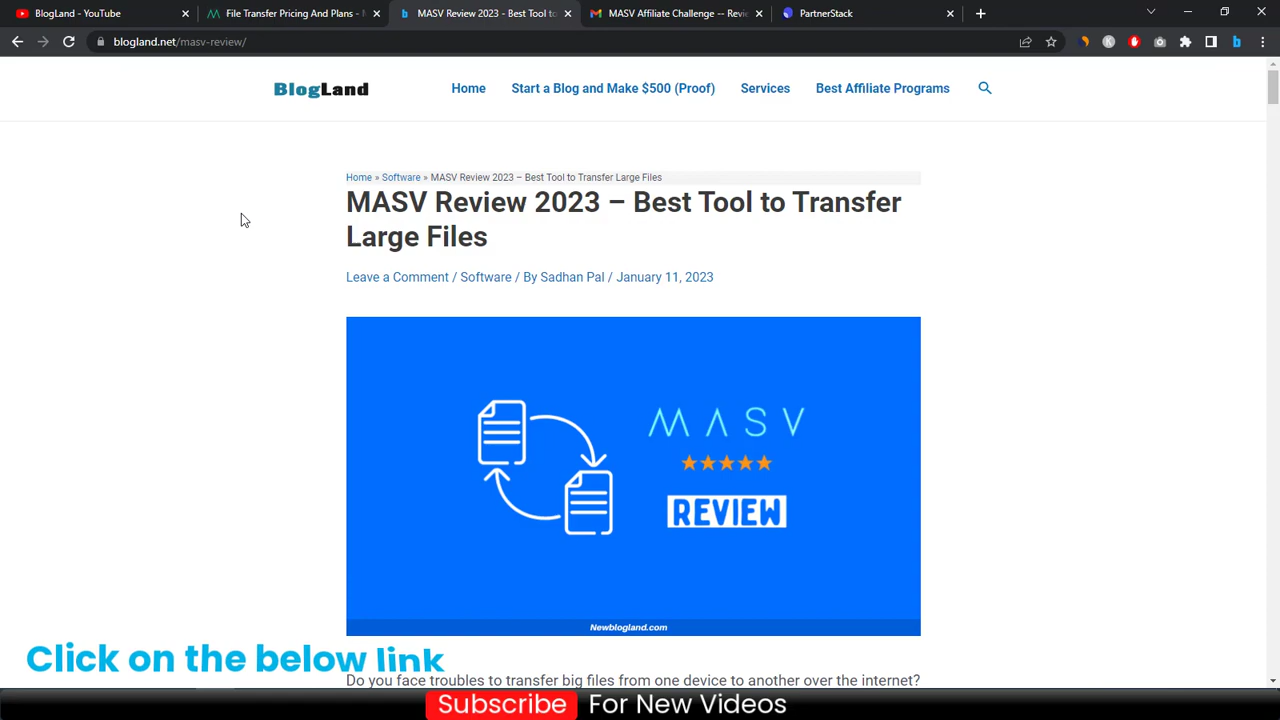 BlogLand - YouTube
File Transfer Pricing And Plans - M
MASV Review 2023 - Best Tool to
MASV Affiliate Challenge -- Revie
PartnerStack
blogland.net/masv-review/
BlogLand
Home
Start a Blog and Make $500 (Proof)
Services
Best Affiliate Programs
Home » Software » MASV Review 2023 – Best Tool to Transfer Large Files
MASV Review 2023 – Best Tool to Transfer
Large Files
Leave a Comment / Software / By Sadhan Pal / January 11, 2023
MASV
REVIEW
Newblogland.com
Click on the below link
Do you face troubles to transfer big files from one device to another over the internet?
Subscribe For New Videos